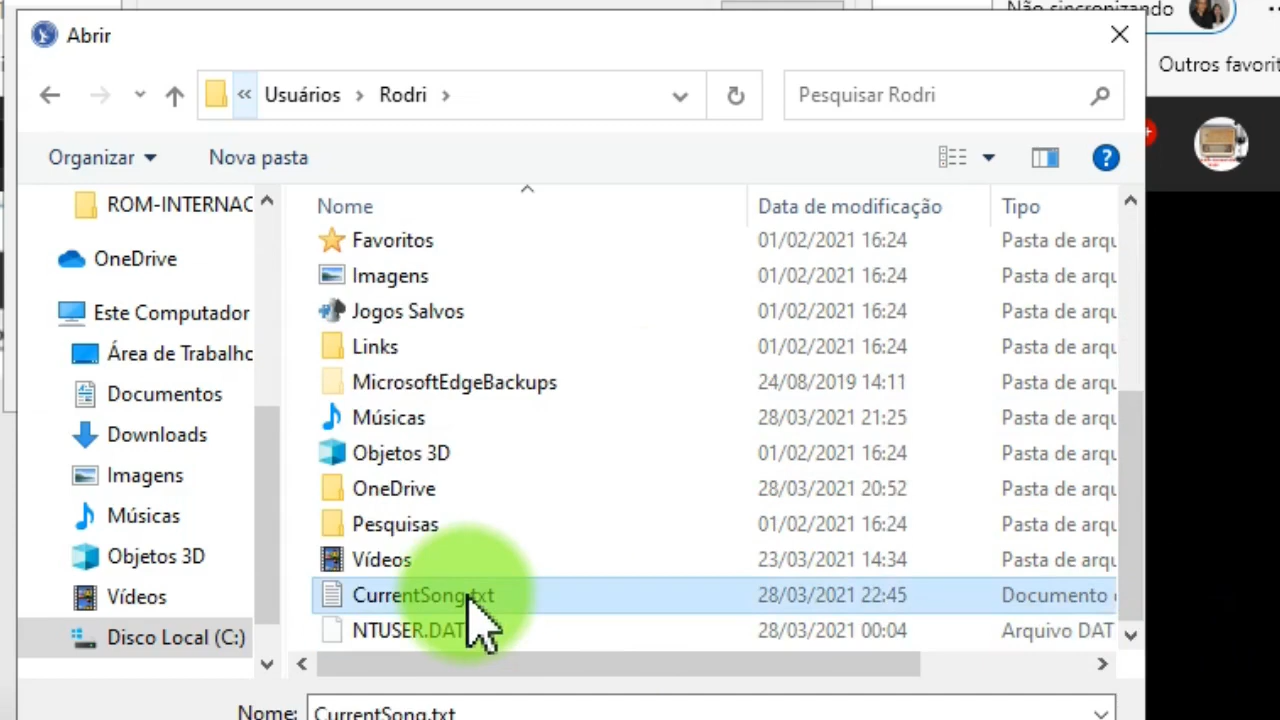 Não sincronizando
Abrir
Outros favorit
« Usuários > Rodri >
Pesquisar Rodri
Organizar
Nova pasta
Nome
Data de modificação
Tipo
ROM-INTERNAC
OneDrive
Este Computador
Área de Trabalho
Documentos
Downloads
Imagens
Músicas
Objetos 3D
Vídeos
Disco Local (C:)
Favoritos 01/02/2021 16:24 Pasta de arqu
Imagens 01/02/2021 16:24 Pasta de arqu
Jogos Salvos 01/02/2021 16:24 Pasta de arqu
Links 01/02/2021 16:24 Pasta de arqu
MicrosoftEdgeBackups 24/08/2019 14:11 Pasta de arqu
Músicas 28/03/2021 21:25 Pasta de arqu
Objetos 3D 01/02/2021 16:24 Pasta de arqu
OneDrive 28/03/2021 20:52 Pasta de arqu
Pesquisas 01/02/2021 16:24 Pasta de arqu
Vídeos 23/03/2021 14:34 Pasta de arqu
CurrentSong.txt 28/03/2021 22:45 Documento
NTUSER.DAT 28/03/2021 00:04 Arquivo DAT
Nome: CurrentSong.txt